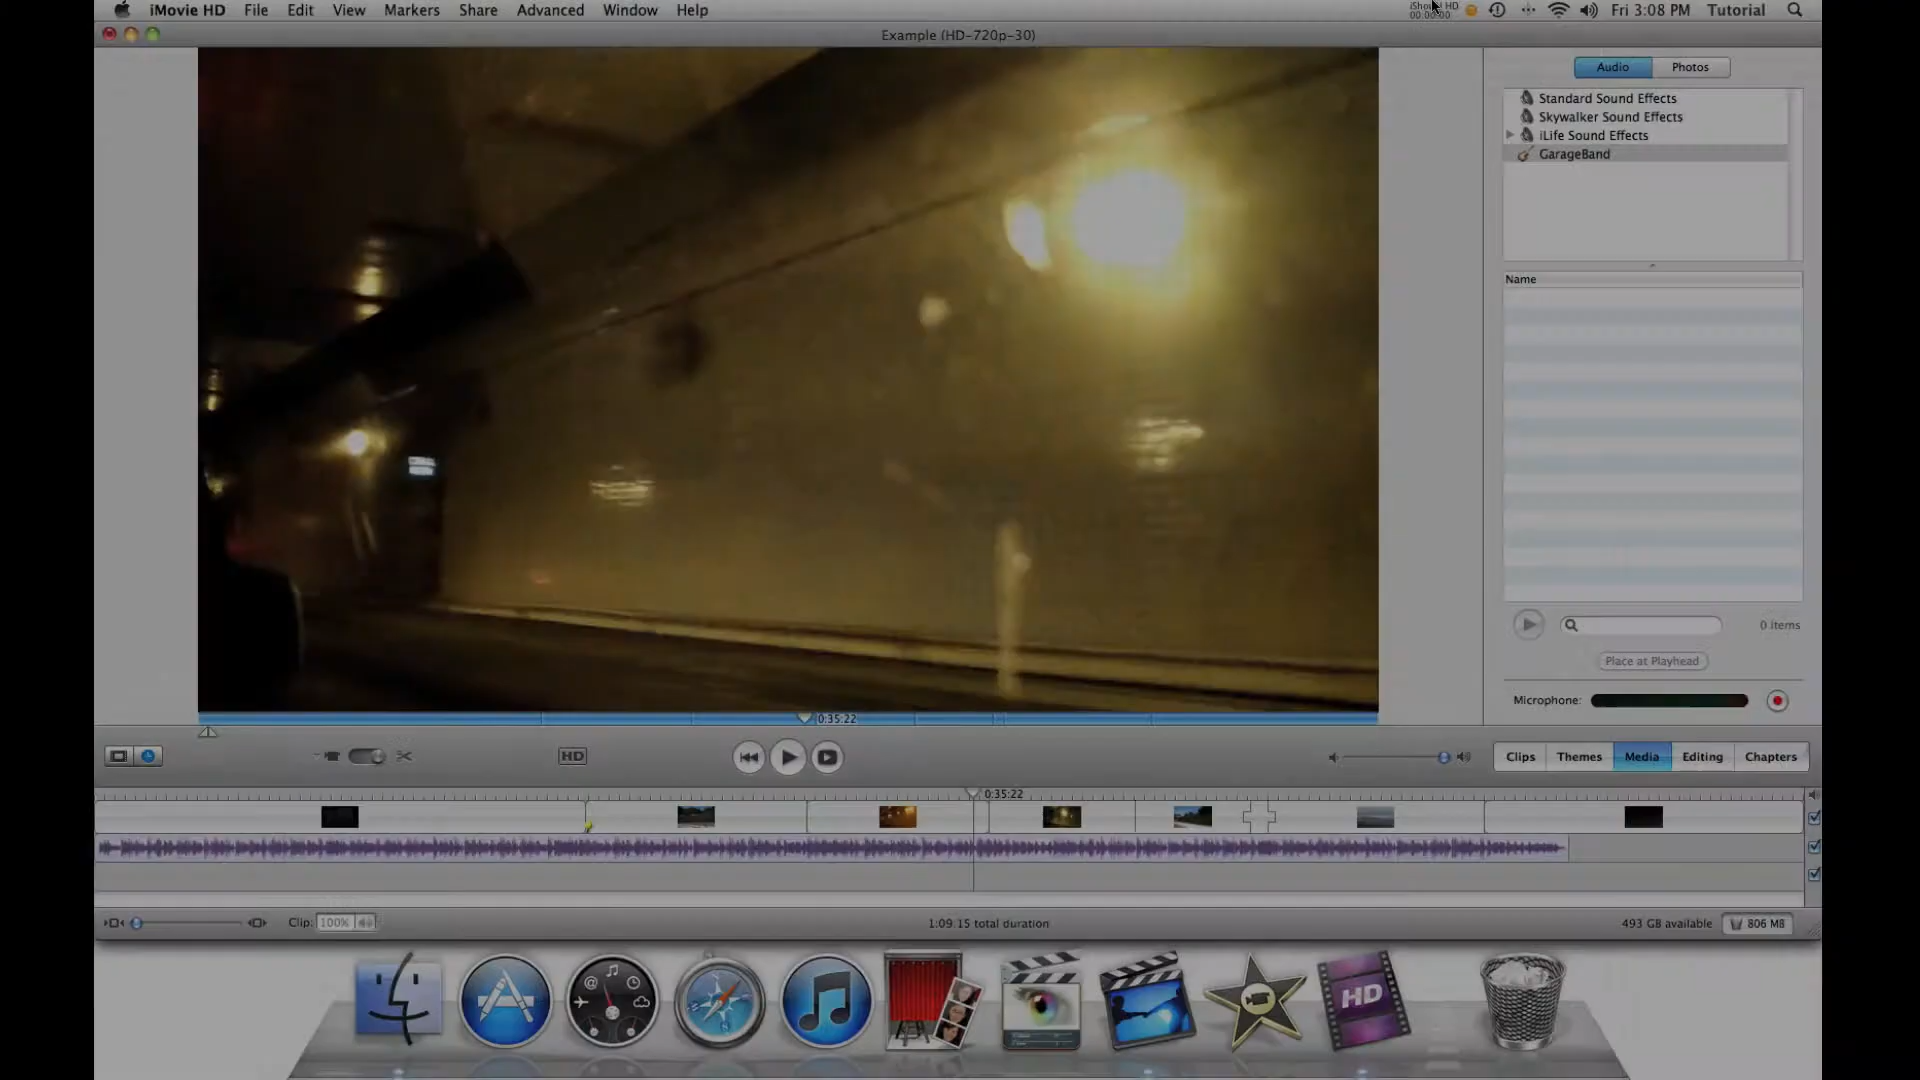 iMovie HD File Edit View Markers Share Advanced Window Help
00:00:00
Fri 3:08 PM Tutorial
Example (HD-720p-30)
Audio Photos
Standard Sound Effects
Skywalker Sound Effects
iLife Sound Effects
GarageBand
Name
0 items
Place at Playhead
Microphone:
0:35:22
HD
Clips Themes Media Editing Chapters
0:35:22
Clip: 100%
1:09.15 total duration
493 GB available 806 MB
HD